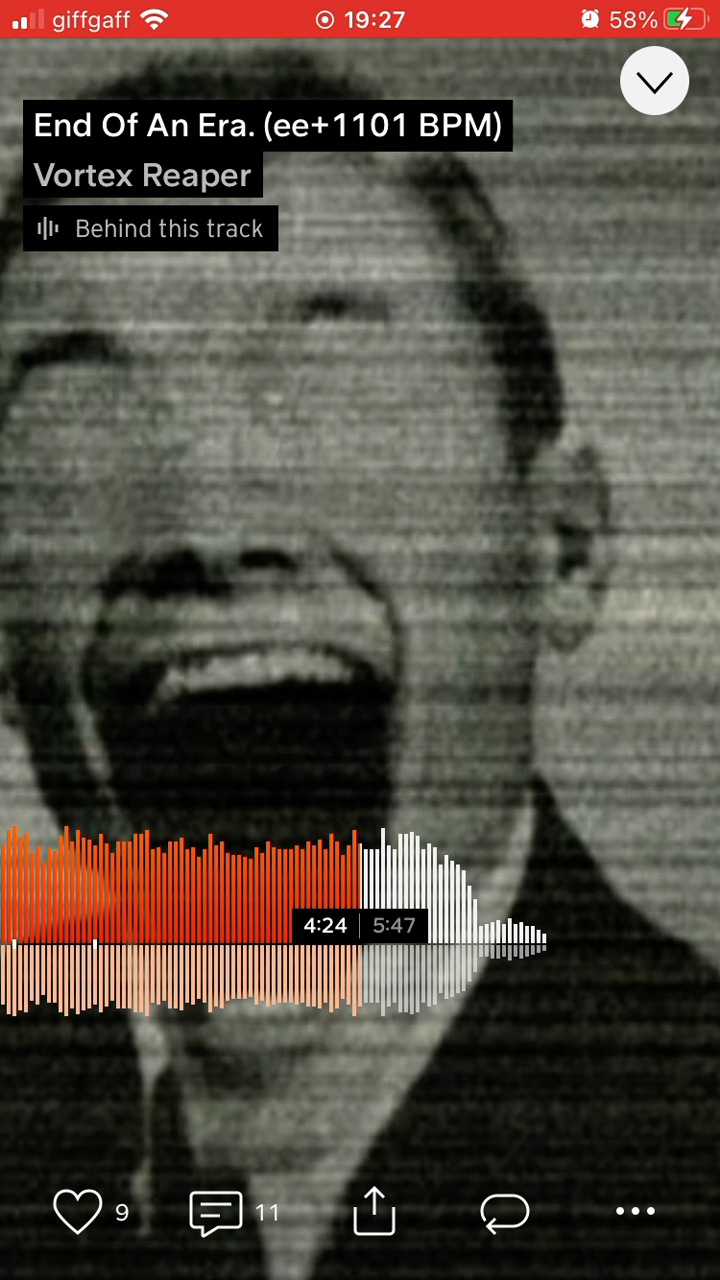 giffgaff 19:27 58%
End Of An Era. (ee+1101 BPM)
Vortex Reaper
Behind this track
4:24 5:47
9 11